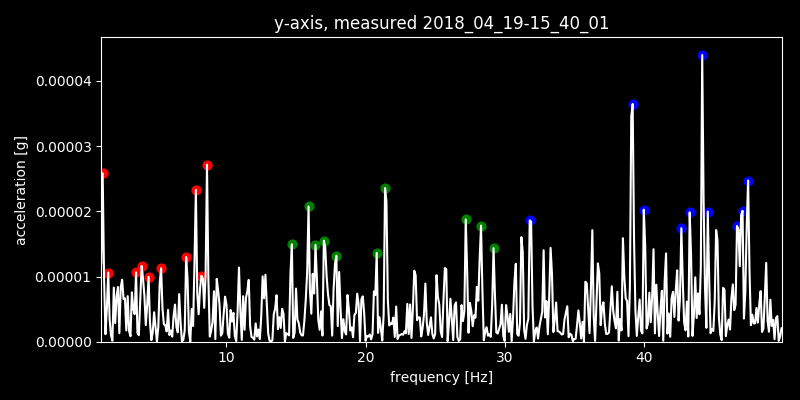 y-axis, measured 2018_04_19-15_40_01
0.00004
0.00003
0.00002
0.00001
0.00000
acceleration [g]
10 20 30 40
frequency [Hz]